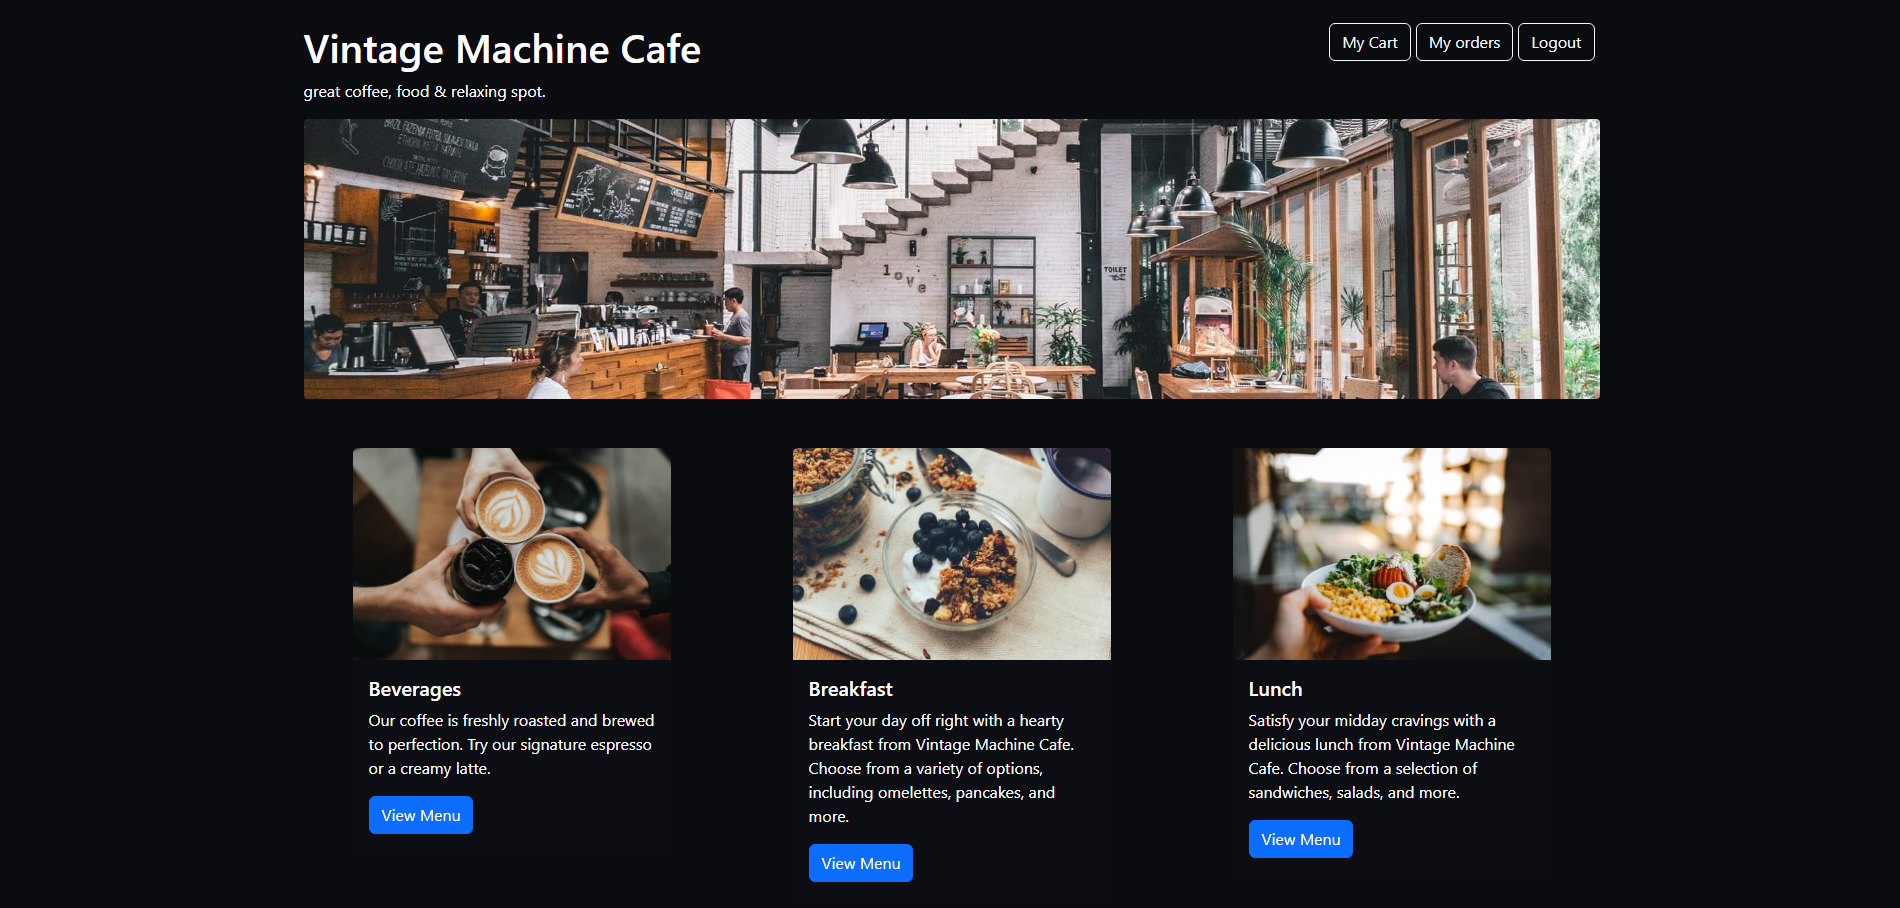 Vintage Machine Cafe
My Cart
My orders
Logout
great coffee, food & relaxing spot.
love
TOILET
Beverages
Our coffee is freshly roasted and brewed
to perfection. Try our signature espresso
or a creamy latte.
View Menu
Breakfast
Start your day off right with a hearty
breakfast from Vintage Machine Cafe.
Choose from a variety of options,
including omelettes, pancakes, and
more.
View Menu
Lunch
Satisfy your midday cravings with a
delicious lunch from Vintage Machine
Cafe. Choose from a selection of
sandwiches, salads, and more.
View Menu